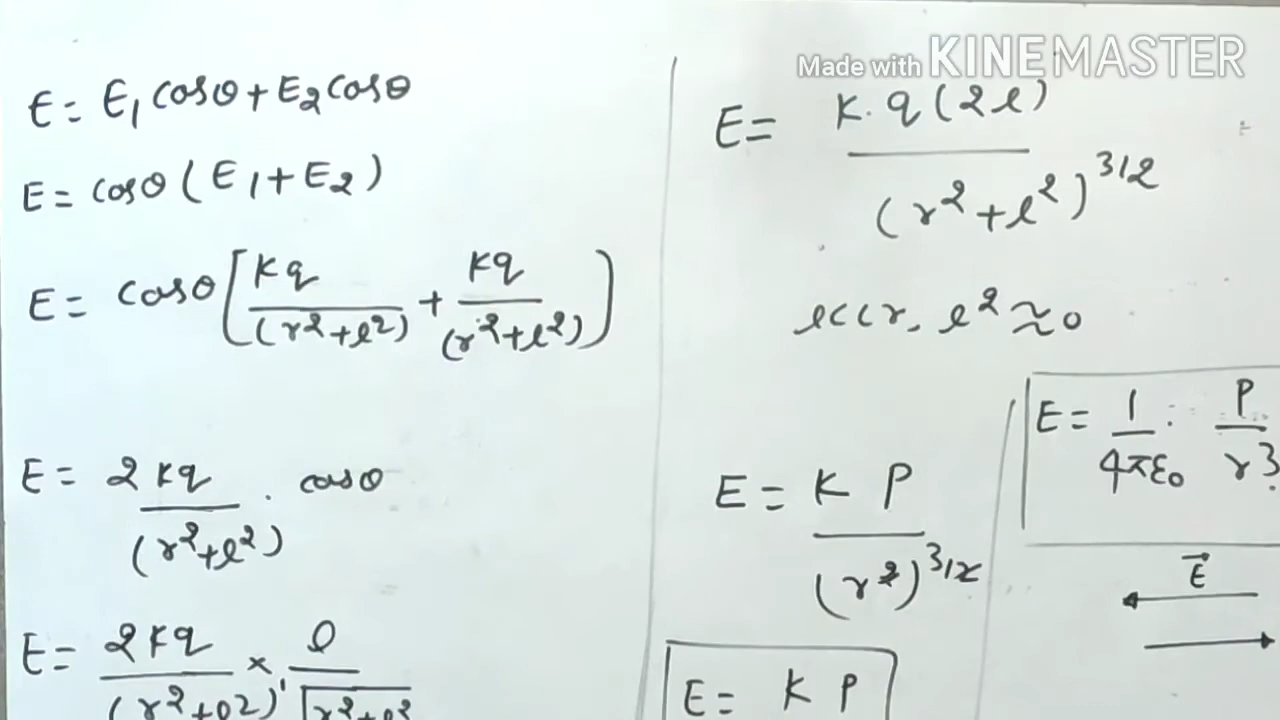 E = E₁ cosθ + E₂ cosθ
E = cosθ ( E₁ + E₂ )
E = cosθ [ Kq/(r²+l²) + Kq/(r²+l²) )
E = 2Kq/(r²+l²) . cosθ
E = 2Kq/(r²+l²)¹ × l/√r²+l²
Made with KINEMASTER
E = K. q (2l)/(r²+l²)^3/2
l<<r, l² ≈ 0
E = K P/(r²)^3/2
E = 1/4πε₀ . P/r³
E⃗
E = K P